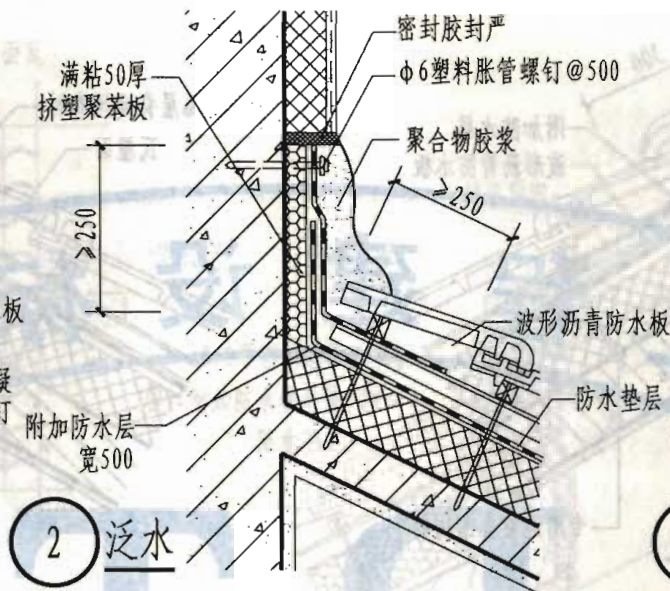 密封胶封严
满粘50厚
挤塑聚苯板
ф6塑料胀管螺钉@500
聚合物胶浆
≥250
≥250
板
波形沥青防水板
钉
防水垫层
附加防水层
宽500
2 泛水